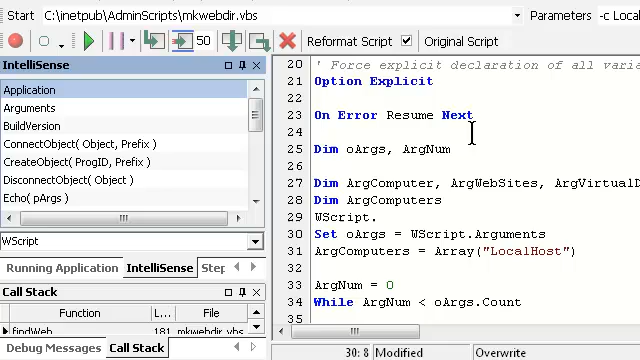 Start C:\inetpub\AdminScripts\mkwebdir.vbs Parameters -c Local
50 Reformat Script Original Script
IntelliSense
Application
Arguments
BuildVersion
ConnectObject( Object, Prefix )
CreateObject( ProgID, Prefix )
DisconnectObject( Object )
Echo( pArgs )
WScript
Running Application IntelliSense Step
Call Stack
Function L... File
findWeb 181 mkwebdir.vbs
Debug Messages Call Stack
20 ' Force explicit declaration of all varia
21 Option Explicit
22
23 On Error Resume Next
24
25 Dim oArgs, ArgNum
26
27 Dim ArgComputer, ArgWebSites, ArgVirtualD
28 Dim ArgComputers
29 WScript.
30 Set oArgs = WScript.Arguments
31 ArgComputers = Array("LocalHost")
32
33 ArgNum = 0
34 While ArgNum < oArgs.Count
35
30: 8 Modified Overwrite